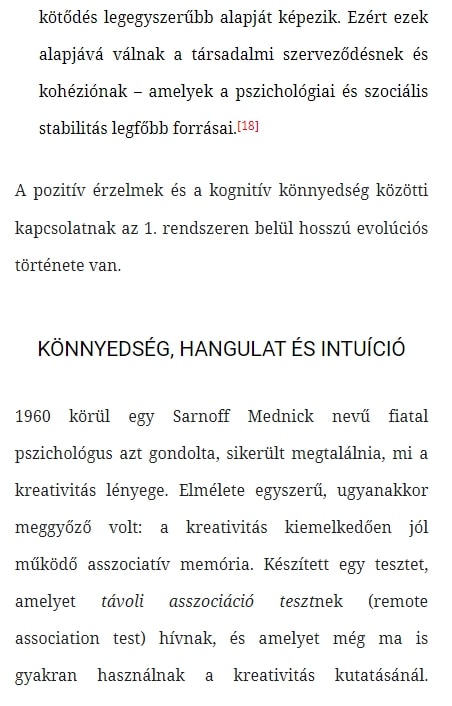 kötődés legegyszerűbb alapját képezik. Ezért ezek
alapjává válnak a társadalmi szerveződésnek és
kohéziónak – amelyek a pszichológiai és szociális
stabilitás legfőbb forrásai.[18]
A pozitív érzelmek és a kognitív könnyedség közötti
kapcsolatnak az 1. rendszeren belül hosszú evolúciós
története van.
KÖNNYEDSÉG, HANGULAT ÉS INTUÍCIÓ
1960 körül egy Sarnoff Mednick nevű fiatal
pszichológus azt gondolta, sikerült megtalálnia, mi a
kreativitás lényege. Elmélete egyszerű, ugyanakkor
meggyőző volt: a kreativitás kiemelkedően jól
működő asszociatív memória. Készített egy tesztet,
amelyet távoli asszociáció tesztnek (remote
association test) hívnak, és amelyet még ma is
gyakran használnak a kreativitás kutatásánál.